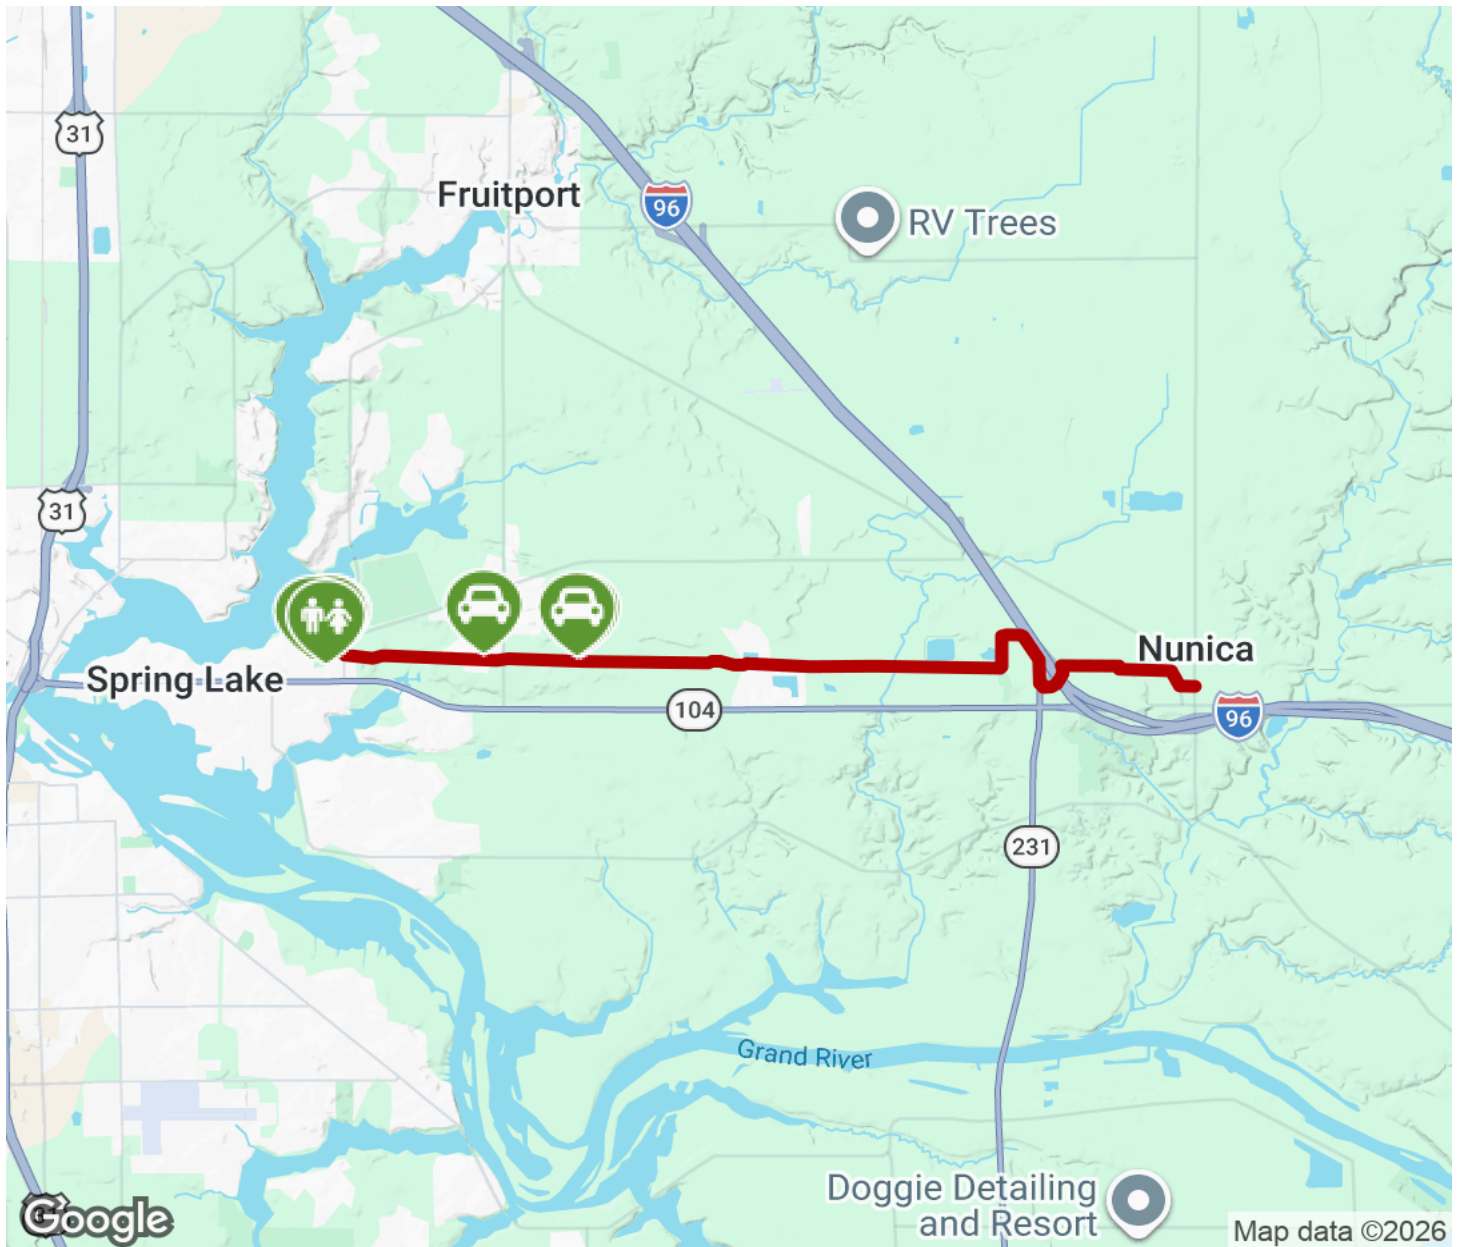 31
Fruitport
96
RV Trees
31
Nunica
Spring Lake
104
96
231
Grand River
Doggie Detailing
and Resort
Google
Map data ©2026